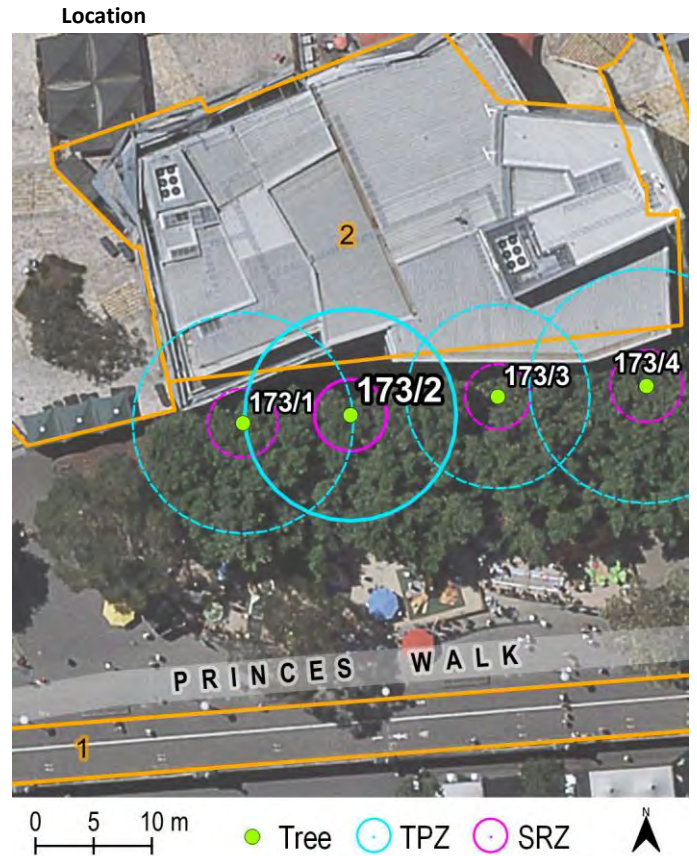 Location
2
173/1
173/2
173/3
173/4
PRINCES WALK
1
0 5 10 m
Tree TPZ SRZ
N